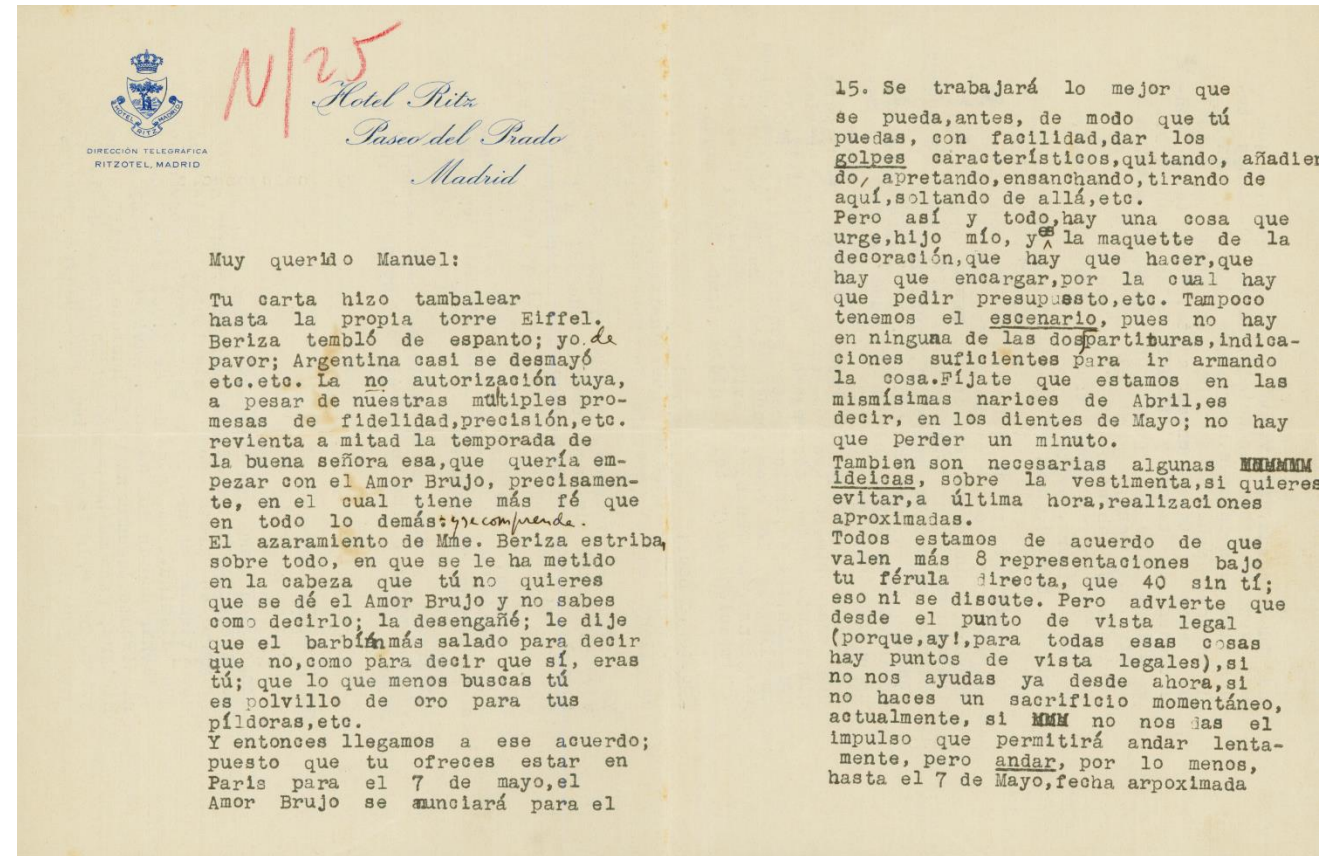 N/25
HOTEL RITZ MADRID
DIRECCIÓN TELEGRAFICA
RITZOTEL, MADRID
Hotel Ritz
Paseo del Prado
Madrid
Muy querido Manuel:
Tu carta hizo tambalear
hasta la propia torre Eiffel.
Beriza tembló de espanto; yo de
pavor; Argentina casi se desmayó
etc.etc. La no autorización tuya,
a pesar de nuestras multiples pro-
mesas de fidelidad,precisión,etc.
revienta a mitad la temporada de
la buena señora esa,que quería em-
pezar con el Amor Brujo, precisamen-
te, en el cual tiene más fé que
en todo lo demás: y se comprende.
El azaramiento de Mme. Beriza estriba,
sobre todo, en que se le ha metido
en la cabeza que tú no quieres
que se dé el Amor Brujo y no sabes
como decirlo; la desengañé; le dije
que el barbián más salado para decir
que no,como para decir que sí, eras
tú; que lo que menos buscas tú
es polvillo de oro para tus
píldoras,etc.
Y entonces llegamos a ese acuerdo;
puesto que tu ofreces estar en
Paris para el 7 de mayo,el
Amor Brujo se anunciará para el
15. Se trabajará lo mejor que
se pueda,antes, de modo que tú
puedas, con facilidad,dar los
golpes característicos,quitando, añadien
do, apretando,ensanchando,tirando de
aquí,soltando de allá,etc.
Pero así y todo,hay una cosa que
urge,hijo mío, y es la maquette de la
decoración,que hay que hacer,que
hay que encargar,por la cual hay
que pedir presupuesto,etc. Tampoco
tenemos el escenario, pues no hay
en ninguna de las dos partituras,indica-
ciones suficientes para ir armando
la cosa.Fíjate que estamos en las
mismísimas narices de Abril,es
decir, en los dientes de Mayo; no hay
que perder un minuto.
Tambien son necesarias algunas
ideicas, sobre la vestimenta,si quieres
evitar,a última hora,realizaciones
aproximadas.
Todos estamos de acuerdo de que
valen más 8 representaciones bajo
tu férula directa, que 40 sin tí;
eso ni se discute. Pero advierte que
desde el punto de vista legal
(porque,ay!,para todas esas cosas
hay puntos de vista legales),si
no nos ayudas ya desde ahora,si
no haces un sacrificio momentáneo,
actualmente, si no nos das el
impulso que permitirá andar lenta-
mente, pero andar, por lo menos,
hasta el 7 de Mayo,fecha arpoximada